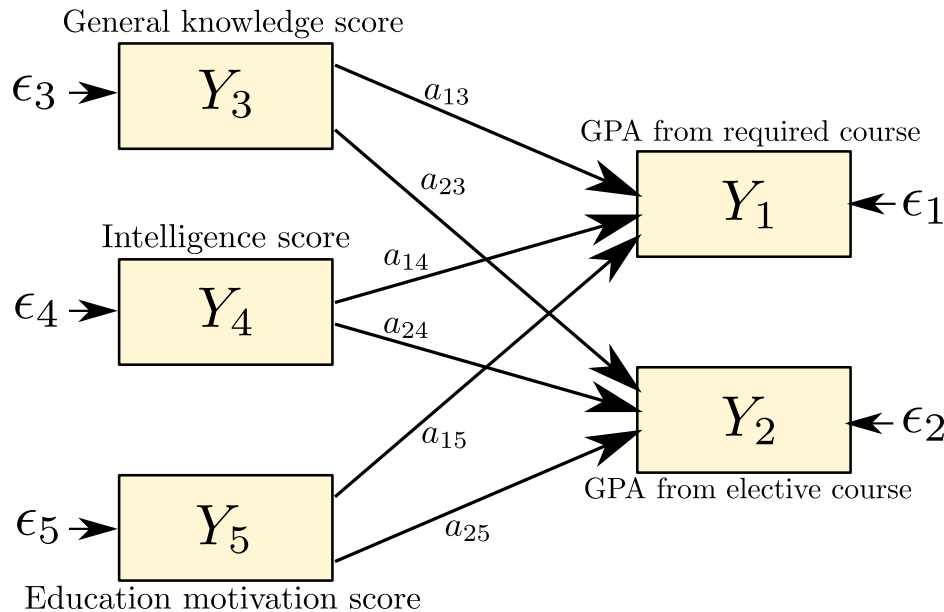 General knowledge score
ϵ3
Y3
a13
GPA from required course
a23
Y1
ϵ1
Intelligence score
a14
ϵ4
Y4
a24
Y2
ϵ2
a15
GPA from elective course
ϵ5
Y5
a25
Education motivation score